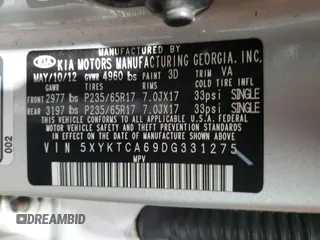 MANUFACTURED BY
KIA KIA MOTORS MANUFACTURING GEORGIA, INC.
MAY/10/12 GVWR 4960 lbs PAINT 3D TRIM VA
GAWR TIRES RIMS COLD TIRE INFL.
FRONT 2977 lbs P235/65R17 7.0JX17 33psi SINGLE
REAR 3197 lbs P235/65R17 7.0JX17 33psi SINGLE
THIS VEHICLE CONFORMS TO ALL APPLICABLE U.S.A. FEDERAL
MOTOR VEHICLE SAFETY AND THEFT PREVENTION STANDARDS
IN EFFECT ON THE DATE OF MANUFACTURE SHOWN ABOVE.
VIN 5XYKTCA69DG331275
MPV
002
DREAMBID